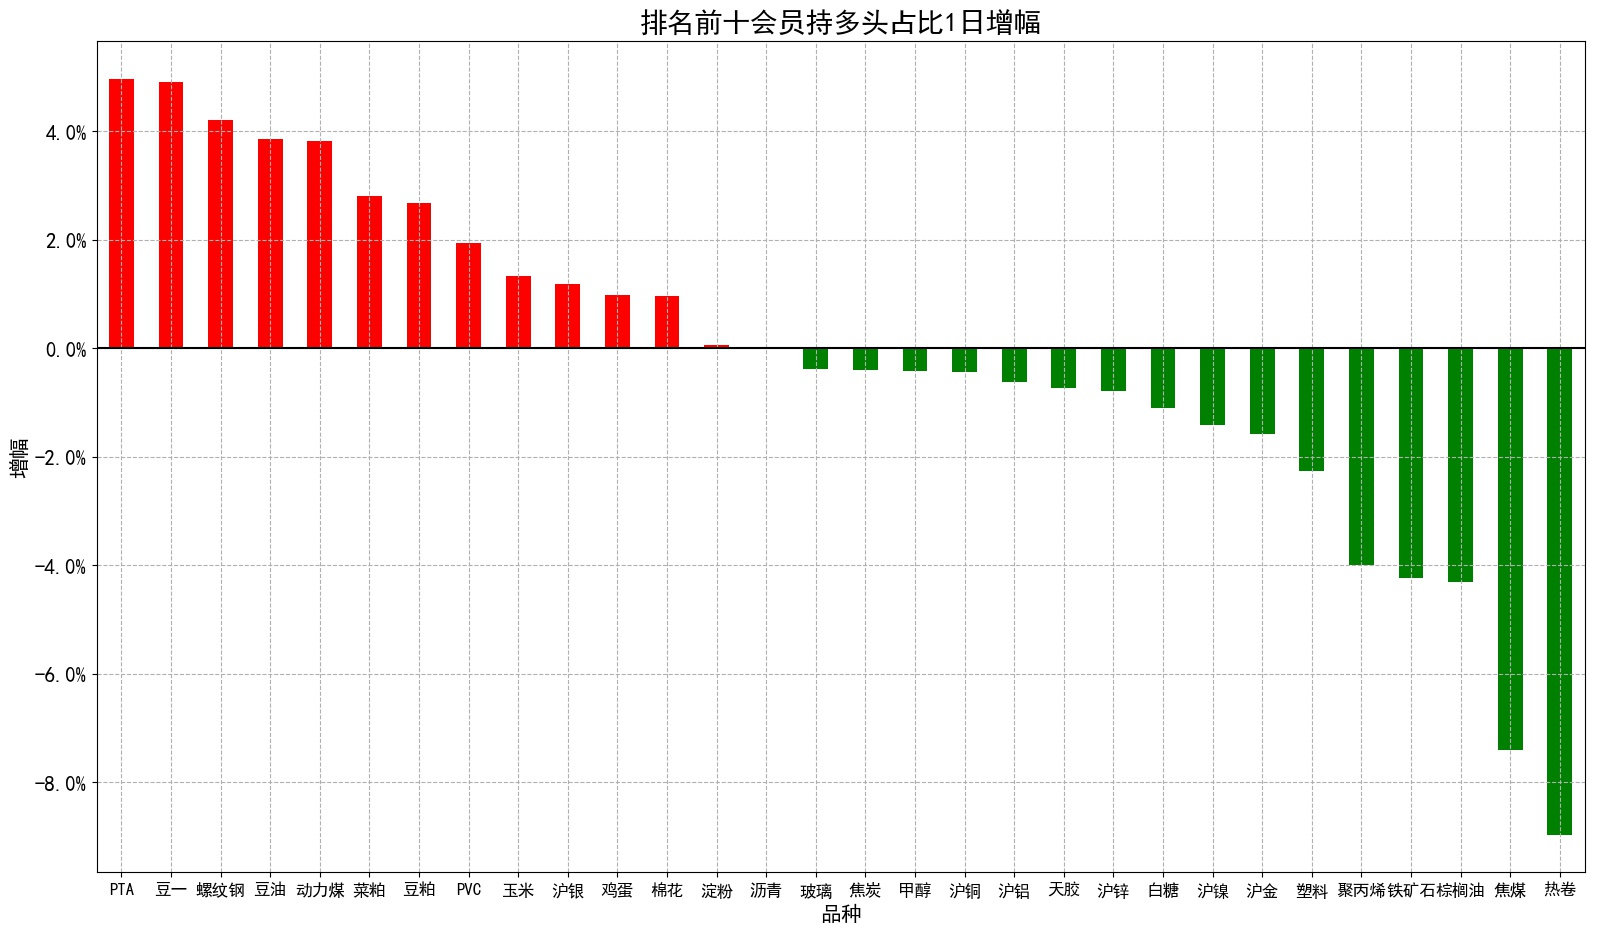 排名前十会员持多头占比1日增幅
4.0%
2.0%
0.0%
−2.0%
−4.0%
−6.0%
−8.0%
增幅
PTA 豆一 螺纹钢 豆油 动力煤 菜粕 豆粕 PVC 玉米 沪银 鸡蛋 棉花 淀粉 沥青 玻璃 焦炭 甲醇 沪铜 沪铝 天胶 沪锌 白糖 沪镍 沪金 塑料 聚丙烯 铁矿石 棕榈油 焦煤 热卷
品种